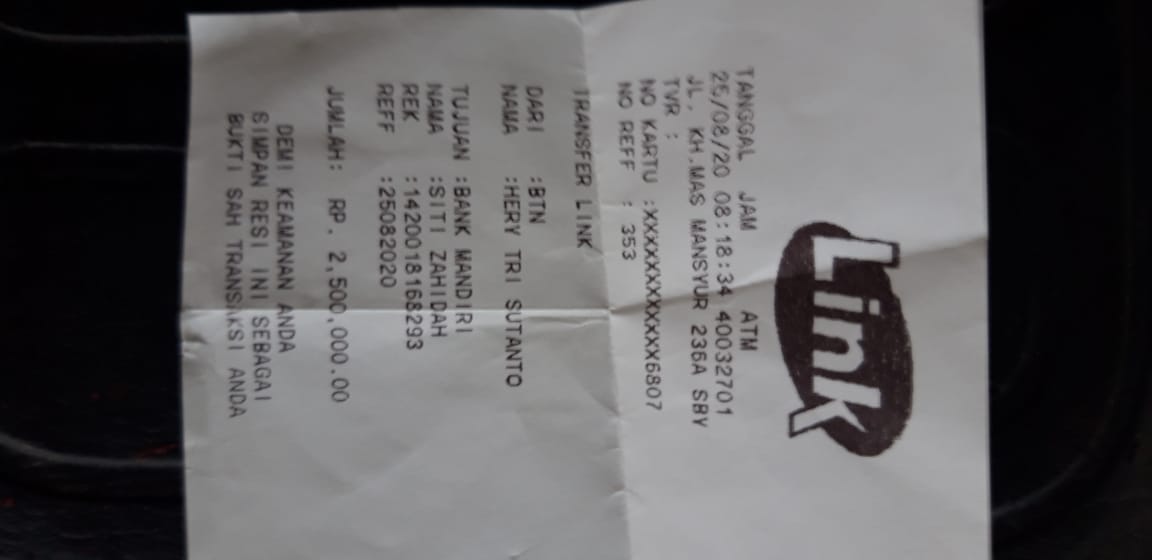 Link
TANGGAL JAM ATM
25/08/20 08:18:34 40032701
JL. KH.MAS MANSYUR 236A SBY
TVR :
NO KARTU :XXXXXXXXXXXX6807
NO REFF : 353
TRANSFER LINK
DARI :BTN
NAMA :HERY TRI SUTANTO
TUJUAN :BANK MANDIRI
NAMA :SITI ZAHIDAH
REK :1420018168293
REFF :25082020
JUMLAH: RP. 2,500,000.00
DEMI KEAMANAN ANDA
SIMPAN RESI INI SEBAGAI
BUKTI SAH TRANSAKSI ANDA